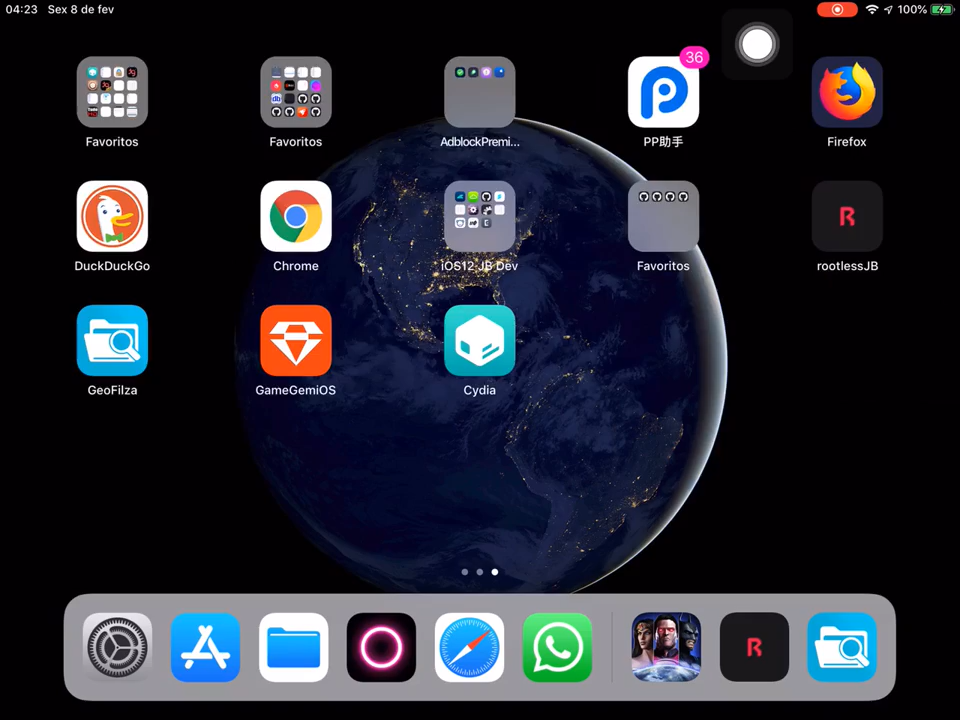 04:23 Sex 8 de fev
100%
36
Favoritos
Favoritos
AdblockPremi...
PP助手
Firefox
DuckDuckGo
Chrome
iOS12 JB Dev
Favoritos
rootlessJB
GeoFilza
GameGemiOS
Cydia